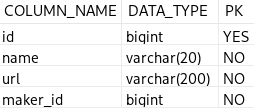 COLUMN_NAME DATA_TYPE PK
id bigint YES
name varchar(20) NO
url varchar(200) NO
maker_id bigint NO